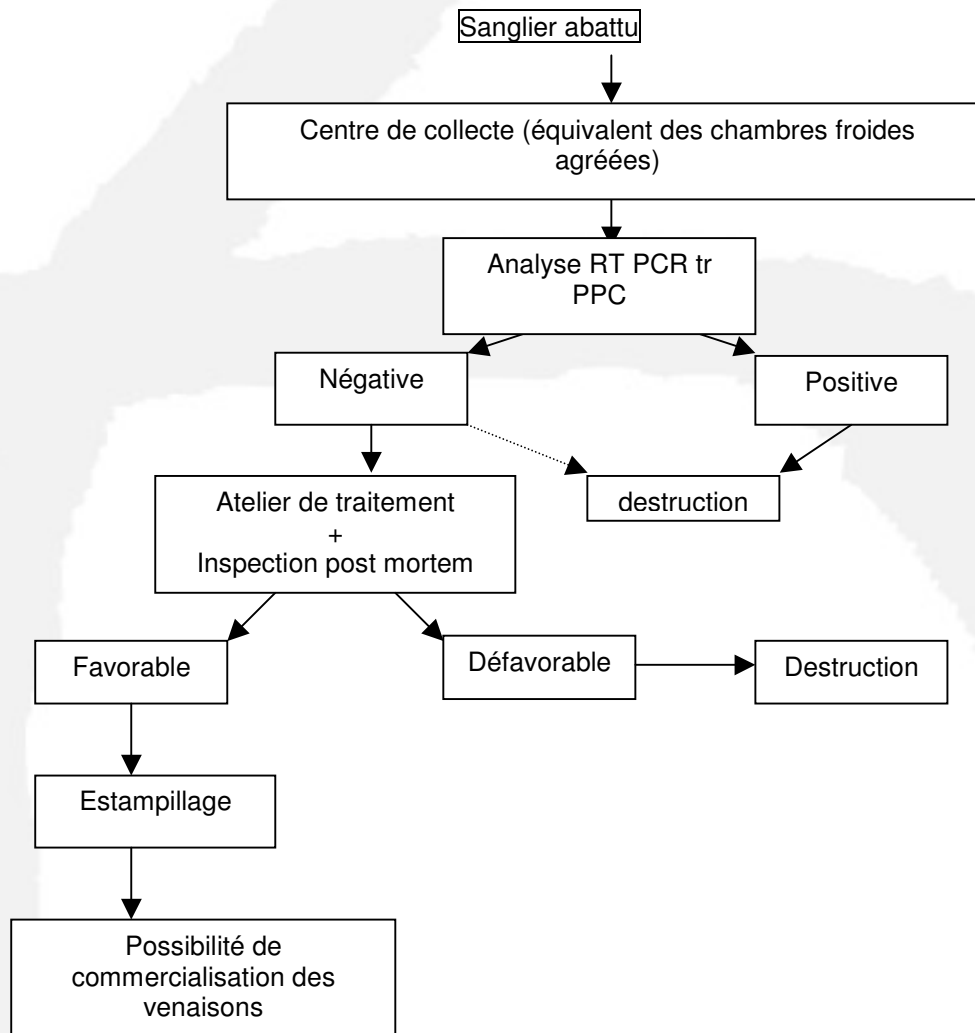 Sanglier abattu
Centre de collecte (équivalent des chambres froides
agréées)
Analyse RT PCR tr
PPC
Négative
Positive
Atelier de traitement
+
Inspection post mortem
destruction
Favorable
Défavorable
Destruction
Estampillage
Possibilité de
commercialisation des
venaisons